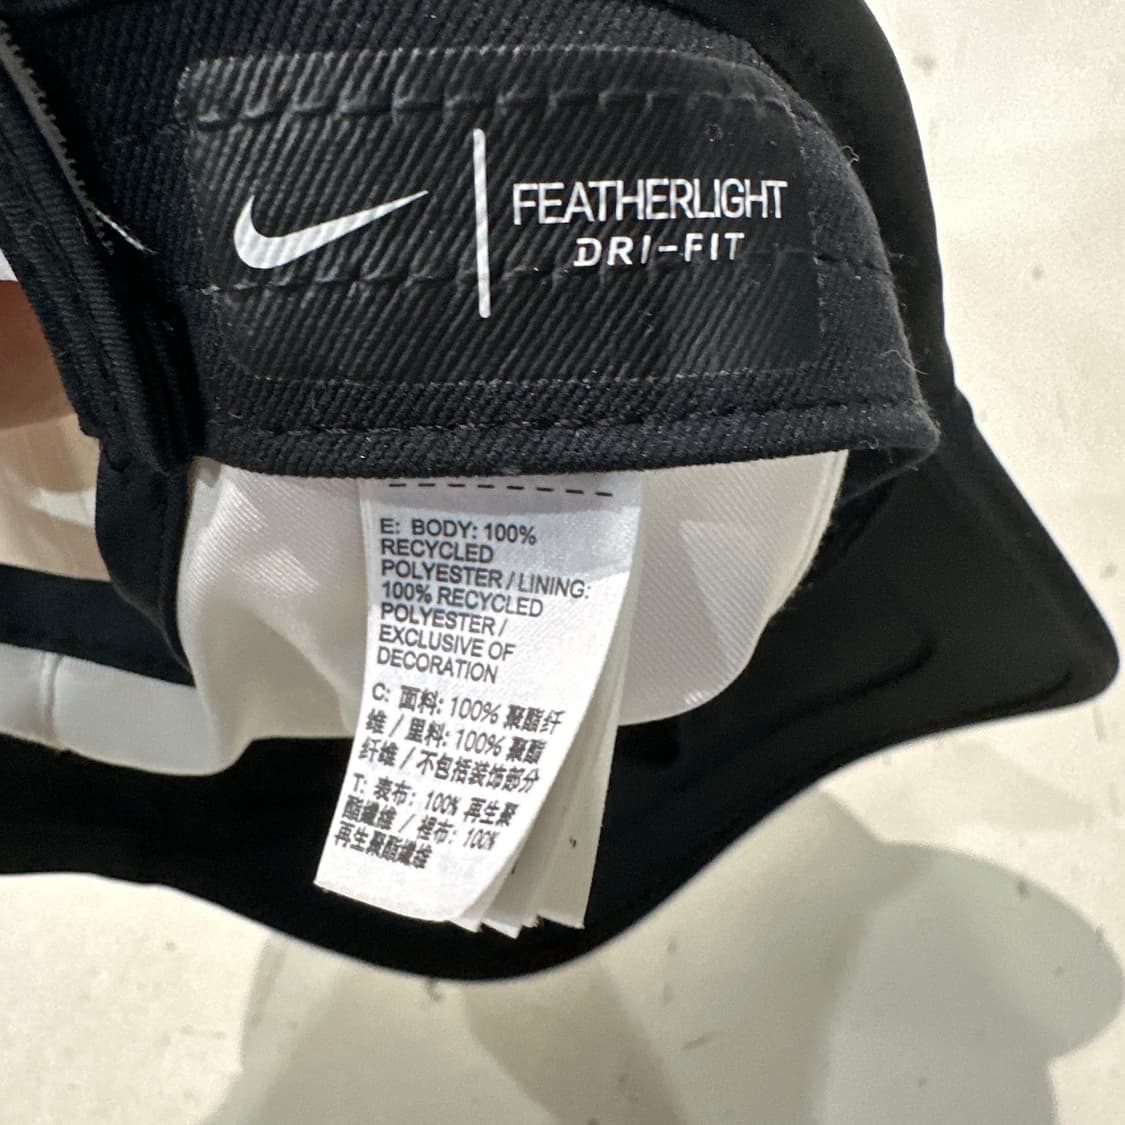 FEATHERLIGHT
DRI-FIT
E: BODY: 100%
RECYCLED
POLYESTER / LINING:
100% RECYCLED
POLYESTER /
EXCLUSIVE OF
DECORATION
C: 面料: 100% 聚酯纤
维 / 里料: 100% 聚酯
纤维 / 不包括装饰部分
T: 表布: 100% 再生聚
酯纖維 / 裡布: 100%
再生聚酯纖維